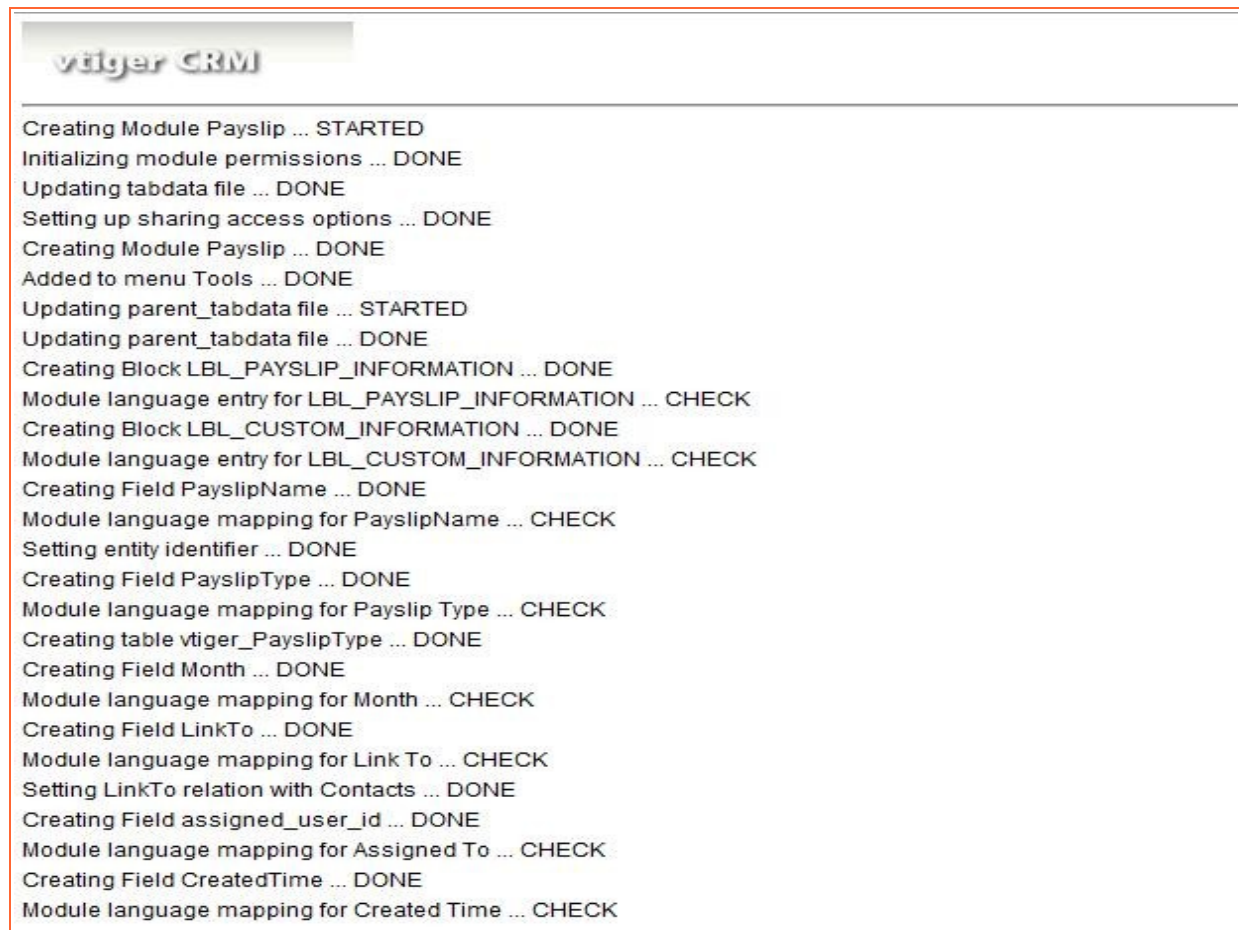 vtiger CRM
Creating Module Payslip ... STARTED
Initializing module permissions ... DONE
Updating tabdata file ... DONE
Setting up sharing access options ... DONE
Creating Module Payslip ... DONE
Added to menu Tools ... DONE
Updating parent_tabdata file ... STARTED
Updating parent_tabdata file ... DONE
Creating Block LBL_PAYSLIP_INFORMATION ... DONE
Module language entry for LBL_PAYSLIP_INFORMATION ... CHECK
Creating Block LBL_CUSTOM_INFORMATION ... DONE
Module language entry for LBL_CUSTOM_INFORMATION ... CHECK
Creating Field PayslipName ... DONE
Module language mapping for PayslipName ... CHECK
Setting entity identifier ... DONE
Creating Field PayslipType ... DONE
Module language mapping for Payslip Type ... CHECK
Creating table vtiger_PayslipType ... DONE
Creating Field Month ... DONE
Module language mapping for Month ... CHECK
Creating Field LinkTo ... DONE
Module language mapping for Link To ... CHECK
Setting LinkTo relation with Contacts ... DONE
Creating Field assigned_user_id ... DONE
Module language mapping for Assigned To ... CHECK
Creating Field CreatedTime ... DONE
Module language mapping for Created Time ... CHECK